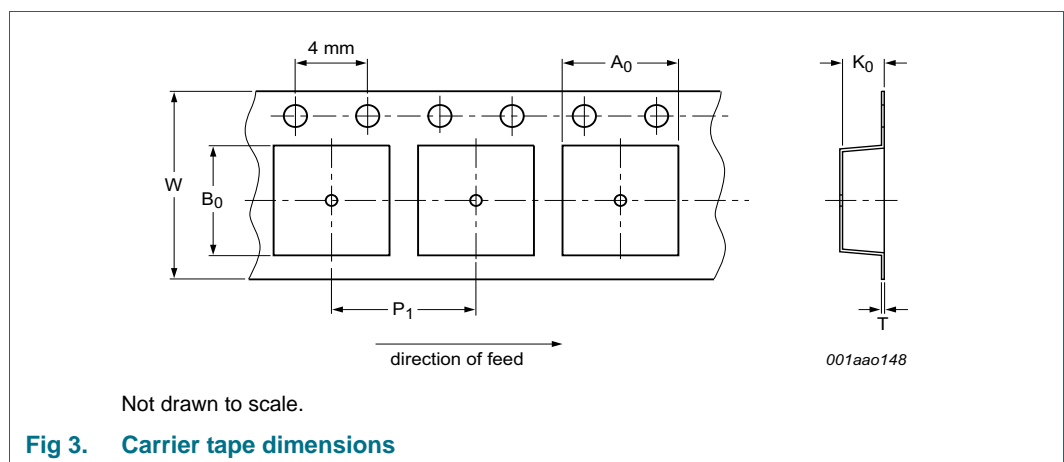 4 mm
A0
K0
W
B0
P1
T
direction of feed
001aao148
Not drawn to scale.
Fig 3. Carrier tape dimensions